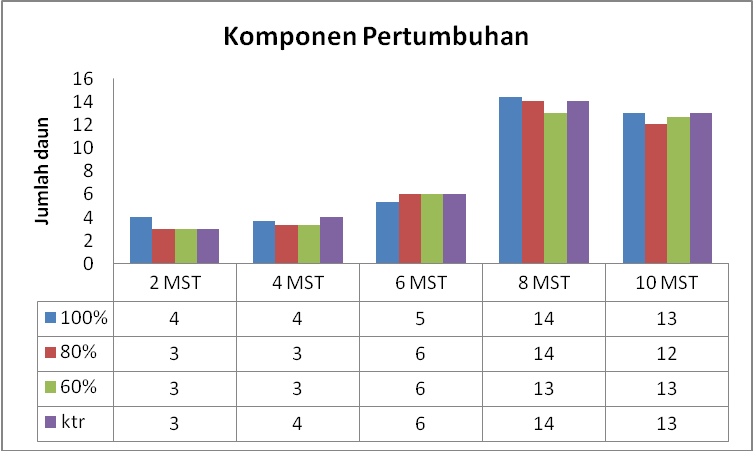 Komponen Pertumbuhan
Jumlah daun
16
14
12
10
8
6
4
2
0
2 MST 4 MST 6 MST 8 MST 10 MST
100% 4 4 5 14 13
80% 3 3 6 14 12
60% 3 3 6 13 13
ktr 3 4 6 14 13